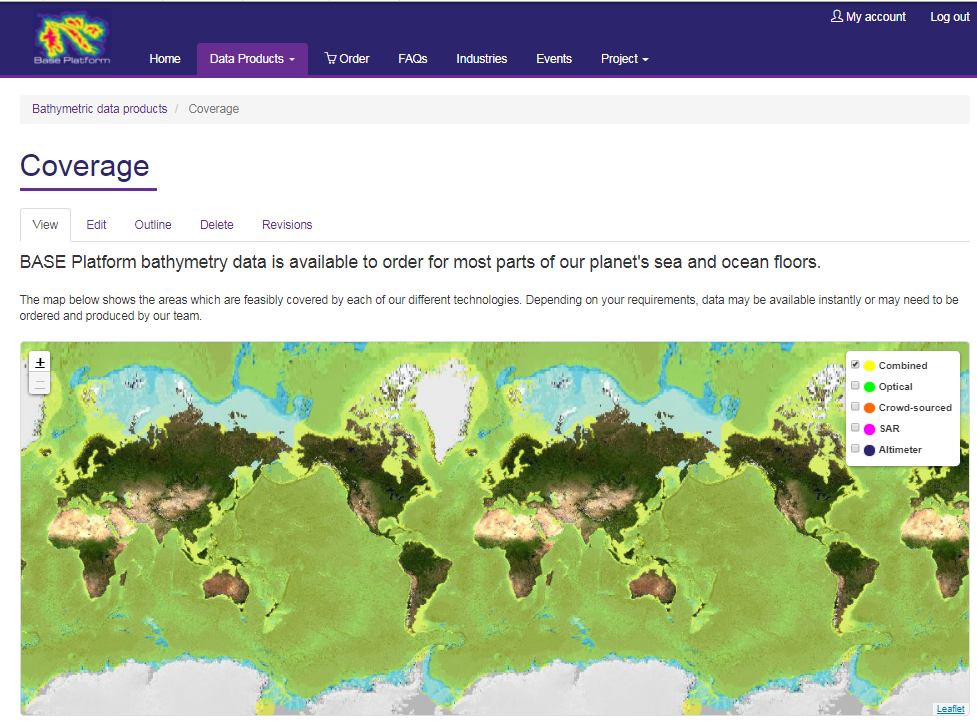 My account Log out
Base Platform
Home Data Products Order FAQs Industries Events Project
Bathymetric data products / Coverage
Coverage
View Edit Outline Delete Revisions
BASE Platform bathymetry data is available to order for most parts of our planet's sea and ocean floors.
The map below shows the areas which are feasibly covered by each of our different technologies. Depending on your requirements, data may be available instantly or may need to be
ordered and produced by our team.
+
−
Combined
Optical
Crowd-sourced
SAR
Altimeter
Leaflet